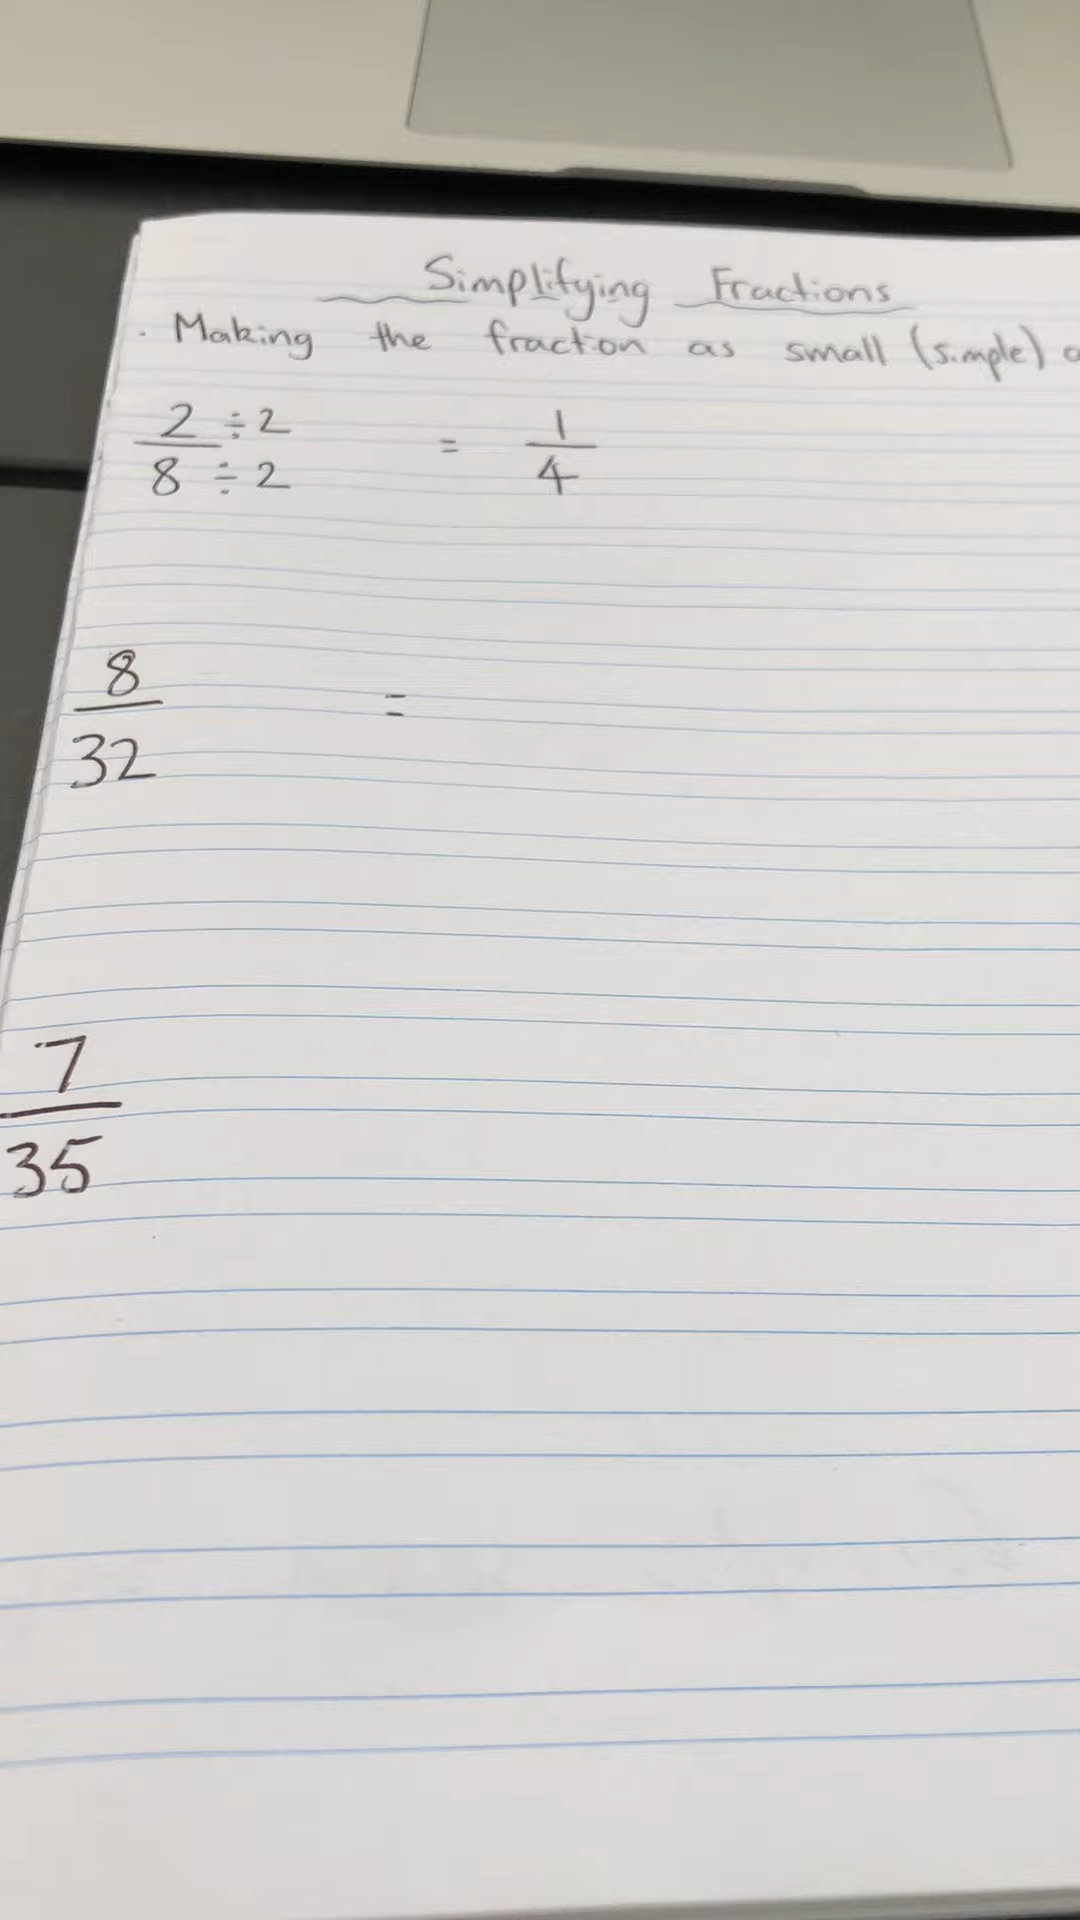 Simplifying Fractions
. Making the fraction as small (simple)
2 ÷ 2
8 ÷ 2
=
1
4
8
32
=
7
35